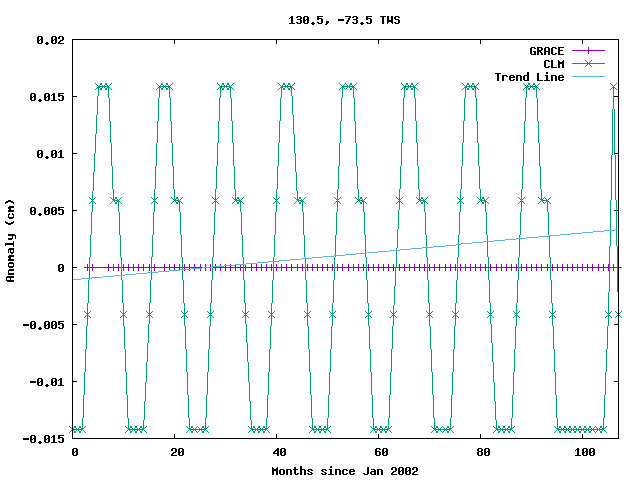 130.5, -73.5 TWS
0.02
GRACE
CLM
Trend Line
0.015
0.01
0.005
0
-0.005
-0.01
-0.015
Anomaly (cm)
0 20 40 60 80 100
Months since Jan 2002